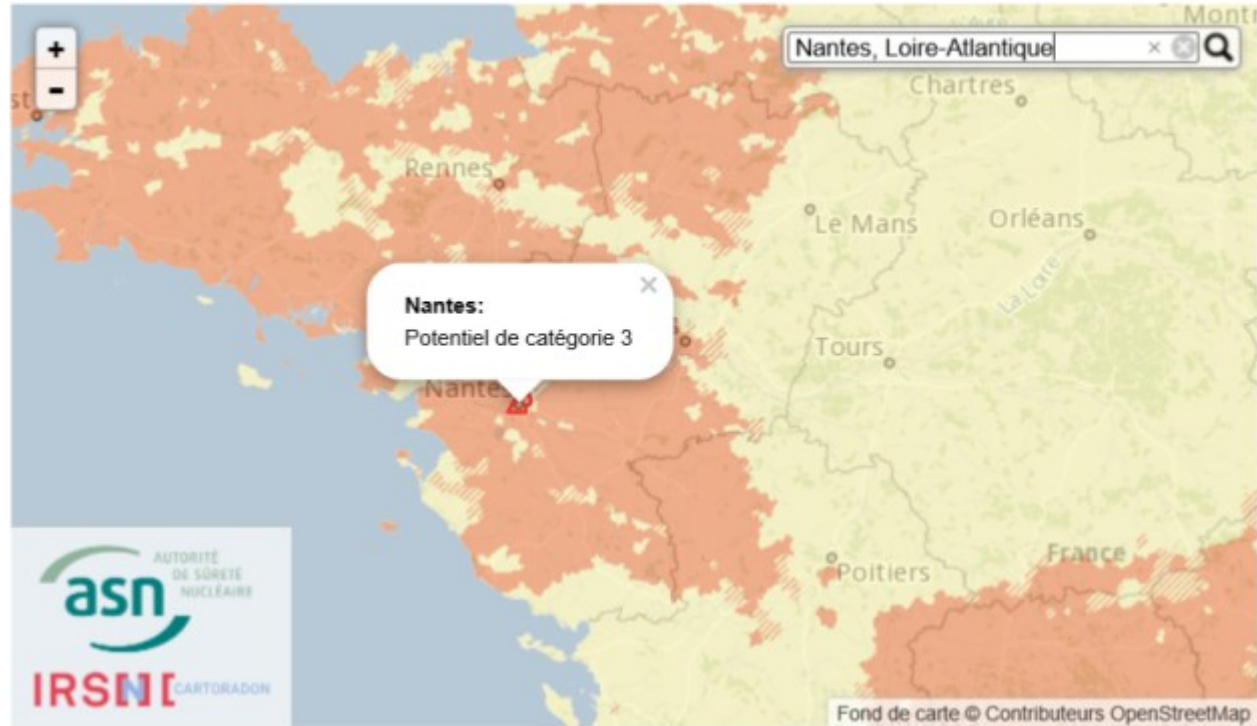 +
-
Nantes, Loire-Atlantique
Mont
Chartres
Rennes
Le Mans
Orléans
La Loire
Nantes:
Potentiel de catégorie 3
Tours
Nantes
Poitiers
France
AUTORITÉ
DE SÛRETÉ
NUCLÉAIRE
asn
IRSN
CARTORADON
Fond de carte © Contributeurs OpenStreetMap